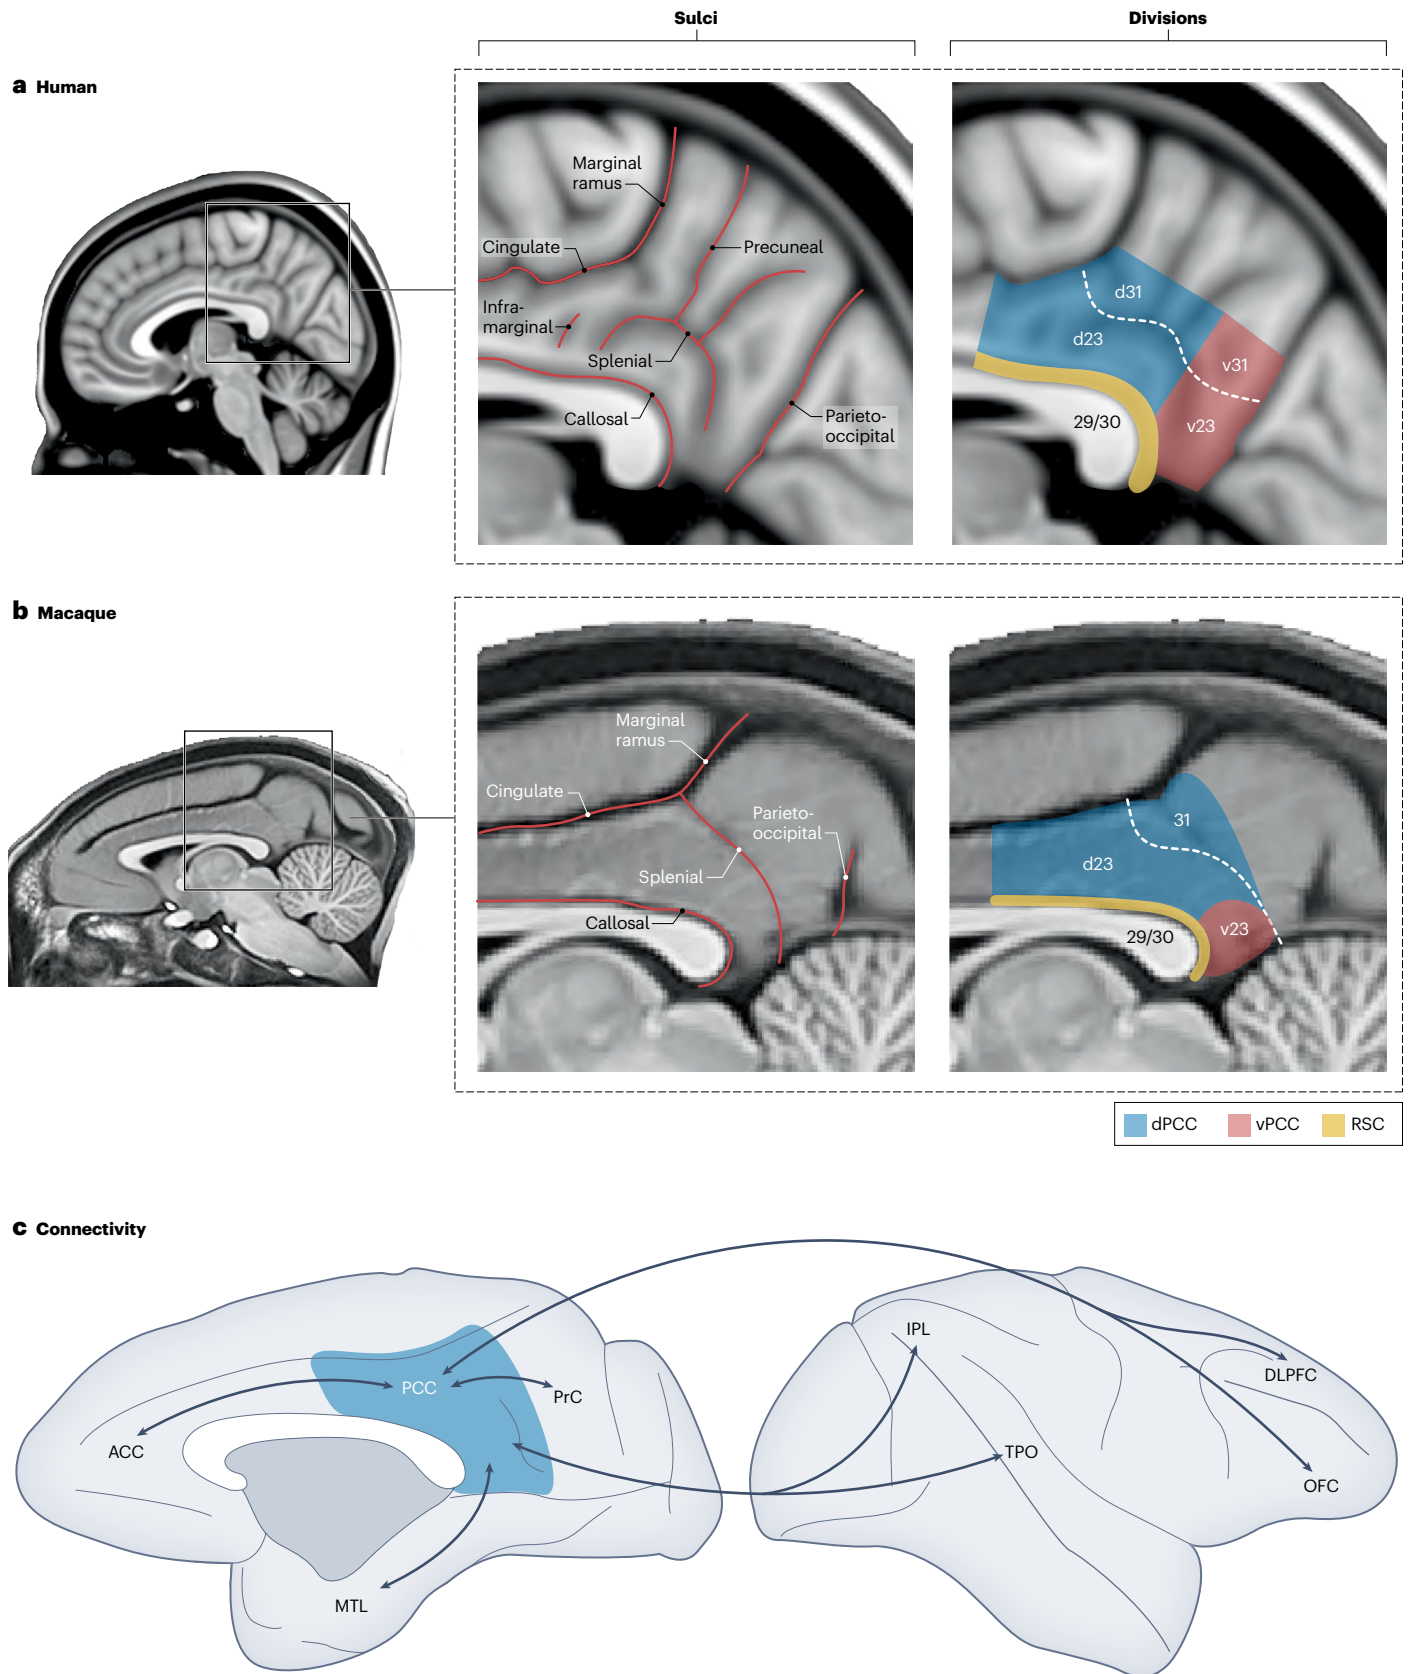 Sulci
Divisions
a Human
Marginal
ramus
Cingulate
Precuneal
Infra-
marginal
Splenial
Callosal
Parieto-
occipital
d31
d23
v31
29/30
v23
b Macaque
Marginal
ramus
Cingulate
Parieto-
occipital
Splenial
Callosal
31
d23
29/30
v23
dPCC
vPCC
RSC
c Connectivity
PCC
PrC
ACC
MTL
IPL
DLPFC
TPO
OFC